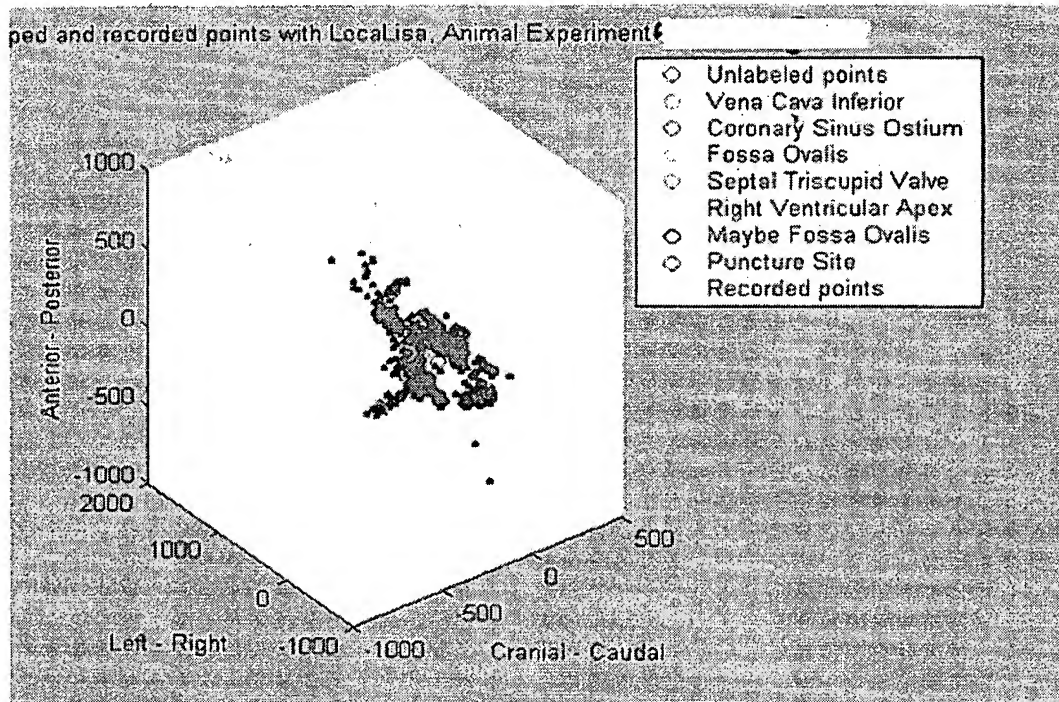 ped and recorded points with LocaLisa, Animal Experiment
Unlabeled points
Vena Cava Inferior
Coronary Sinus Ostium
Fossa Ovalis
Septal Triscupid Valve
Right Ventricular Apex
Maybe Fossa Ovalis
Puncture Site
Recorded points
1000
500
0
-500
-1000
Anterior - Posterior
2000
1000
0
-1000
Left - Right
-1000
-500
0
500
Cranial - Caudal